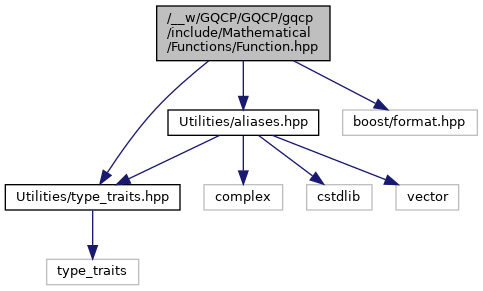 /__w/GQCP/GQCP/gqcp
/include/Mathematical
/Functions/Function.hpp
Utilities/aliases.hpp
boost/format.hpp
Utilities/type_traits.hpp
complex
cstdlib
vector
type_traits